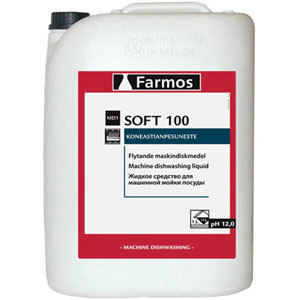 Farmos
MD1
SOFT 100
KONEASTIANPESUNESTE
Flytande maskindiskmedel
Machine dishwashing liquid
Жидкое средство для
машинной мойки посуды
pH 12,0
- MACHINE DISHWASHING -